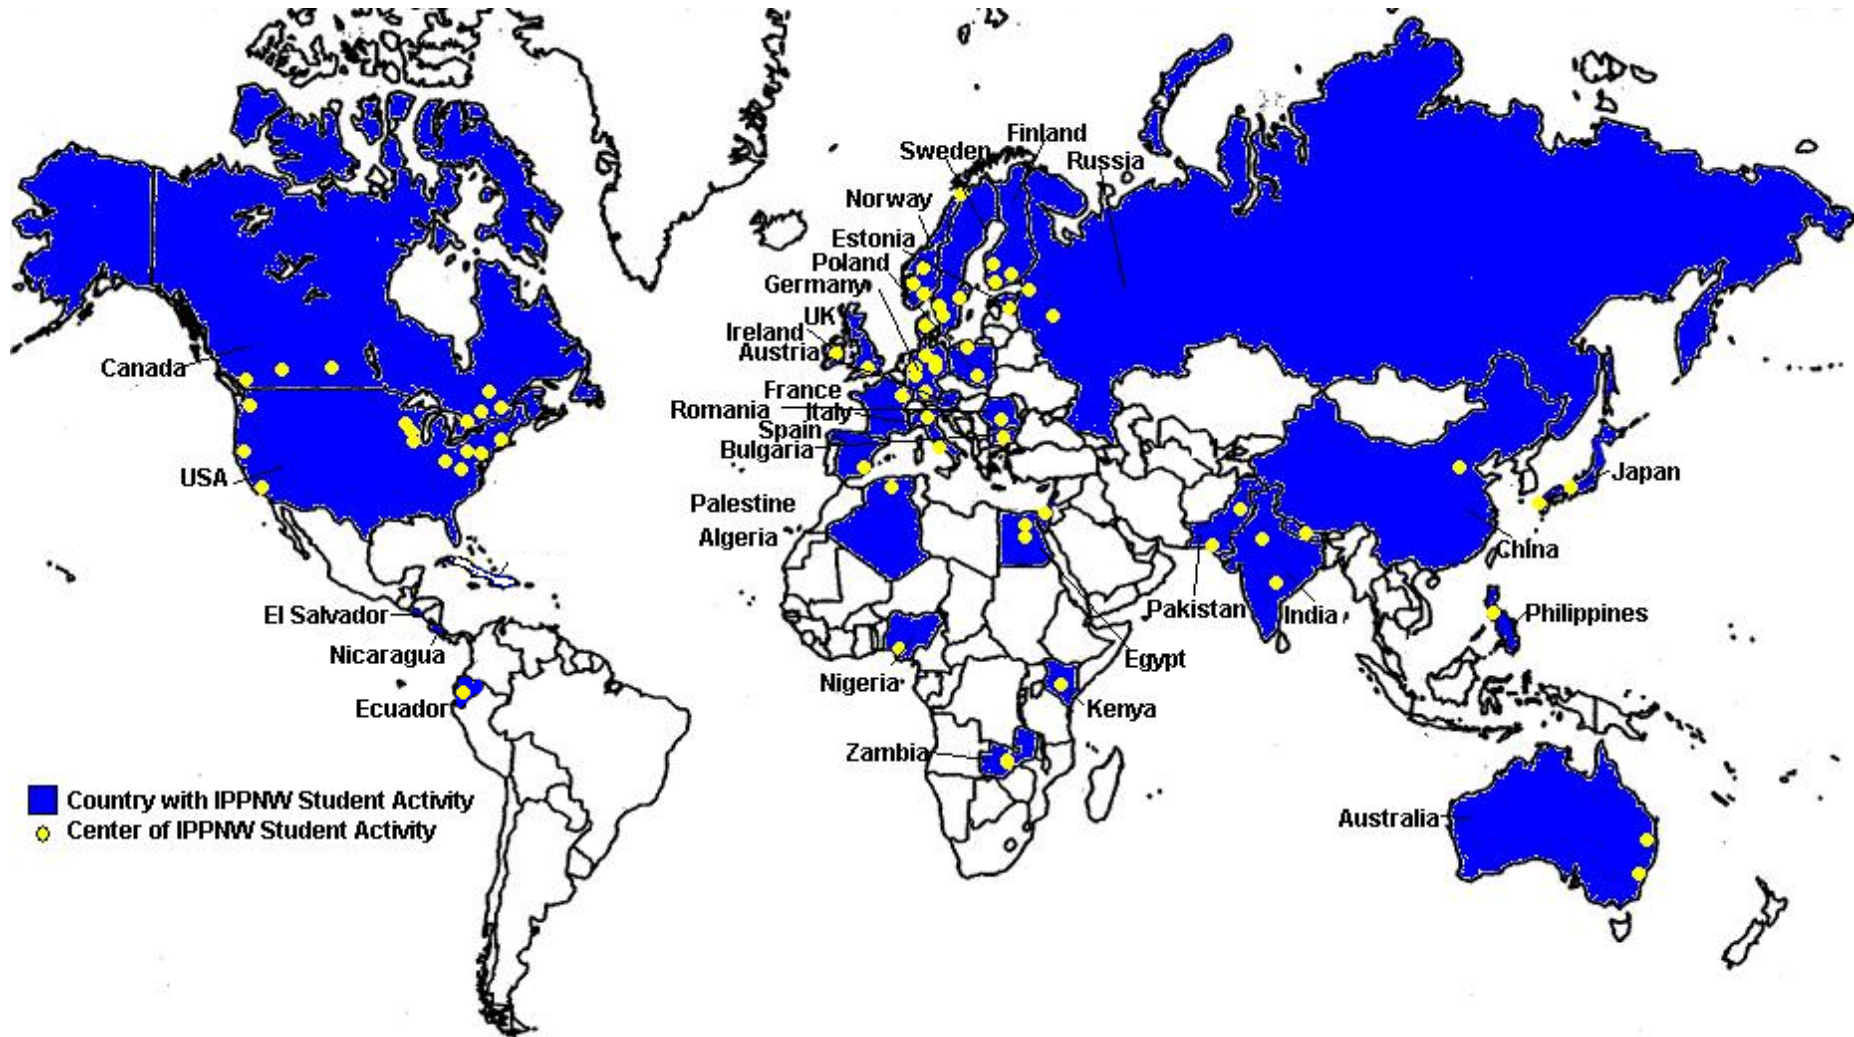 Finland
Sweden
Russia
Norway
Estonia
Poland
Germany
UK
Ireland
Austria
Canada
France
Romania
Italy
Spain
Bulgaria
USA
Japan
Palestine
Algeria
China
Pakistan
India
El Salvador
Philippines
Nicaragua
Egypt
Nigeria
Ecuador
Kenya
Zambia
Country with IPPNW Student Activity
Center of IPPNW Student Activity
Australia